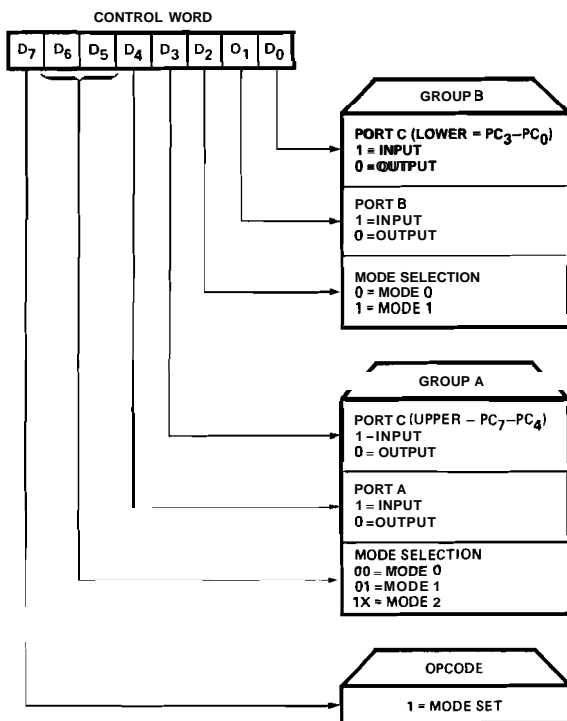 CONTROL WORD
D7 D6 D5 D4 D3 D2 O1 D0
GROUP B
PORT C (LOWER = PC3–PC0)
1 = INPUT
0 = OUTPUT
PORT B
1 =INPUT
0 =OUTPUT
MODE SELECTION
0 = MODE 0
1 = MODE 1
GROUP A
PORT C (UPPER – PC7–PC4)
1-INPUT
0 = OUTPUT
PORT A
1 = INPUT
0 =OUTPUT
MODE SELECTION
00 = MODE 0
01 =MODE 1
1X = MODE 2
OPCODE
1 = MODE SET